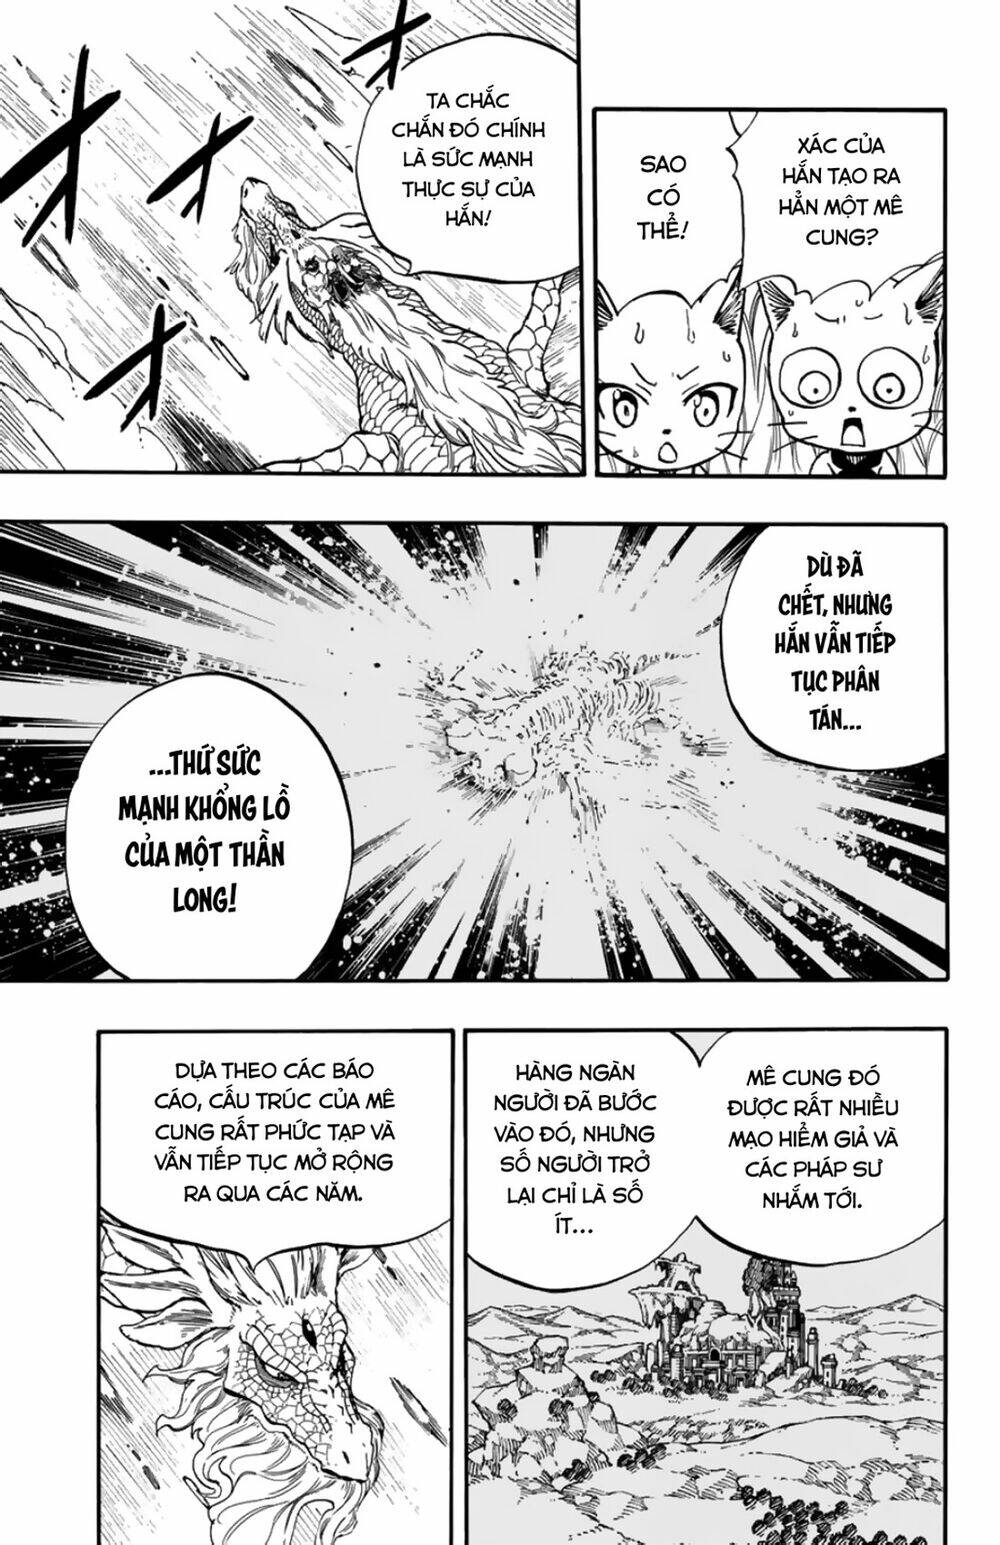 XÁC CỦA
HẮN TẠO RA
HẲN MỘT MÊ
CUNG?
SAO
CÓ
THỂ!
TA CHẮC
CHẮN ĐÓ CHÍNH
LÀ SỨC MẠNH
THỰC SỰ CỦA
HẮN!
DÙ ĐÃ
CHẾT, NHƯNG
HẮN VẪN TIẾP
TỤC PHÂN
TÁN...
...THỨ SỨC
MẠNH KHỔNG LỒ
CỦA MỘT THẦN
LONG!
MÊ CUNG ĐÓ
ĐƯỢC RẤT NHIỀU
MẠO HIỂM GIẢ VÀ
CÁC PHÁP SƯ
NHẮM TỚI.
HÀNG NGÀN
NGƯỜI ĐÃ BƯỚC
VÀO ĐÓ, NHƯNG
SỐ NGƯỜI TRỞ
LẠI CHỈ LÀ SỐ
ÍT...
DỰA THEO CÁC BÁO
CÁO, CẤU TRÚC CỦA MÊ
CUNG RẤT PHỨC TẠP VÀ
VẪN TIẾP TỤC MỞ RỘNG
RA QUA CÁC NĂM.